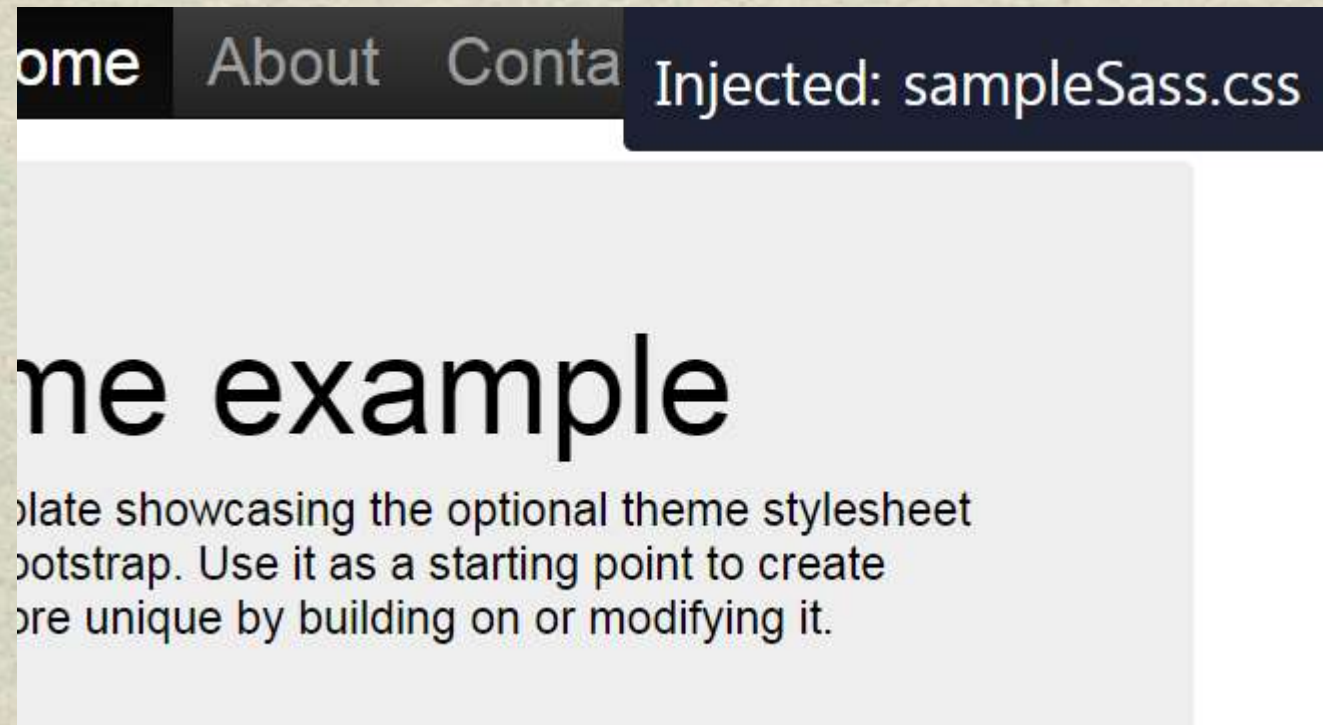 ome About Conta Injected: sampleSass.css
me example
plate showcasing the optional theme stylesheet
ootstrap. Use it as a starting point to create
ore unique by building on or modifying it.